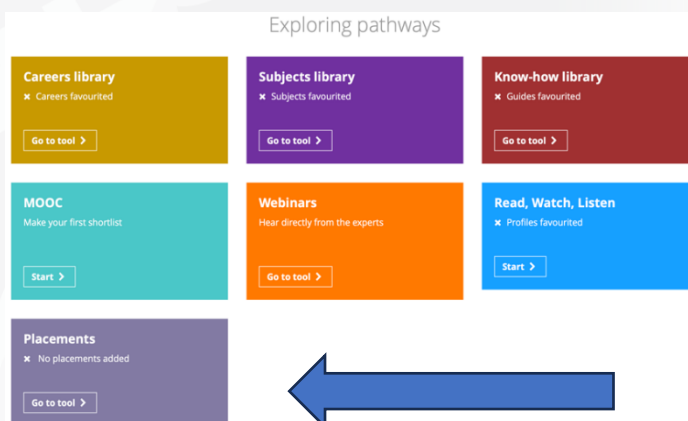 Exploring pathways
Careers library
× Careers favourited
Go to tool >
Subjects library
× Subjects favourited
Go to tool >
Know-how library
× Guides favourited
Go to tool >
MOOC
Make your first shortlist
Start >
Webinars
Hear directly from the experts
Go to tool >
Read, Watch, Listen
× Profiles favourited
Start >
Placements
× No placements added
Go to tool >